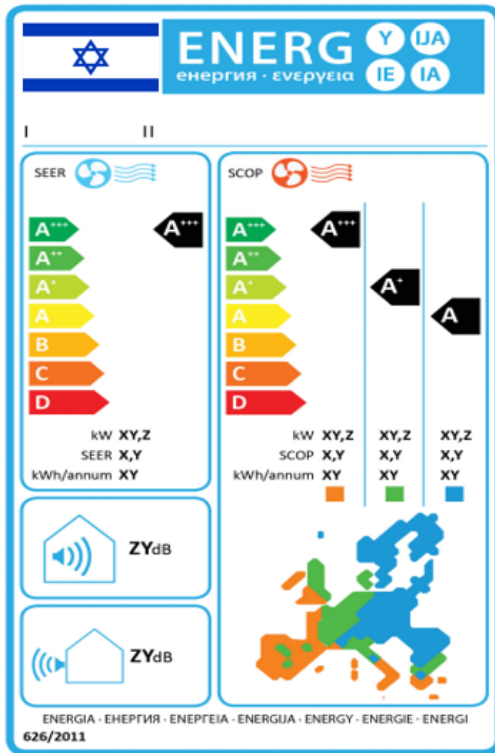 ENERG
Y IJA
IE IA
енергия · ενεργεια
I II
SEER
A+++ A+++
A++
A+
A
B
C
D
kW XY,Z
SEER X,Y
kWh/annum XY
SCOP
A+++ A+++
A++
A+ A+
A A
B
C
D
kW XY,Z XY,Z XY,Z
SCOP X,Y X,Y X,Y
kWh/annum XY XY XY
ZYdB
ZYdB
ENERGIA · ЕНЕРГИЯ · ΕΝΕΡΓΕΙΑ · ENERGIJA · ENERGY · ENERGIE · ENERGI
626/2011